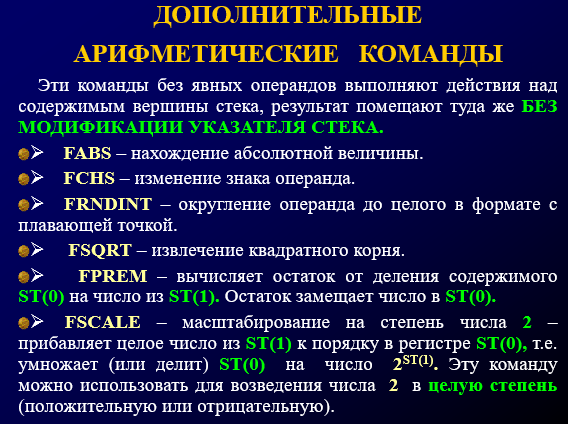 ДОПОЛНИТЕЛЬНЫЕ
АРИФМЕТИЧЕСКИЕ КОМАНДЫ
Эти команды без явных операндов выполняют действия над
содержимым вершины стека, результат помещают туда же БЕЗ
МОДИФИКАЦИИ УКАЗАТЕЛЯ СТЕКА.
➢ FABS – нахождение абсолютной величины.
➢ FCHS – изменение знака операнда.
➢ FRNDINT – округление операнда до целого в формате с
плавающей точкой.
➢ FSQRT – извлечение квадратного корня.
➢ FPREM – вычисляет остаток от деления содержимого
ST(0) на число из ST(1). Остаток замещает число в ST(0).
➢ FSCALE – масштабирование на степень числа 2 –
прибавляет целое число из ST(1) к порядку в регистре ST(0), т.е.
умножает (или делит) ST(0) на число 2^ST(1). Эту команду
можно использовать для возведения числа 2 в целую степень
(положительную или отрицательную).